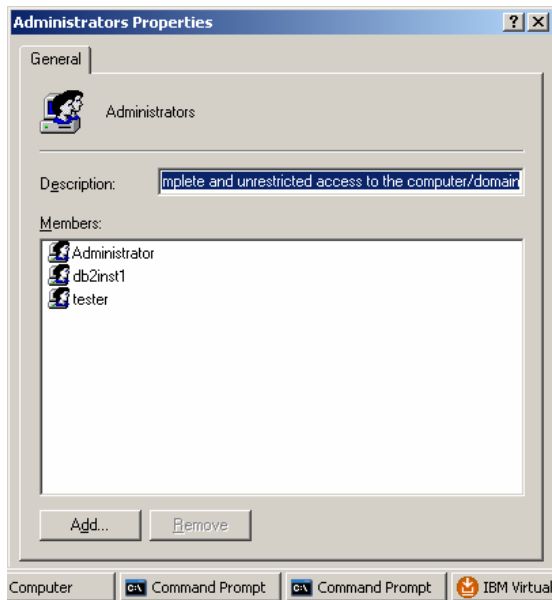 Administrators Properties
General
Administrators
Description: mplete and unrestricted access to the computer/domain
Members:
Administrator
db2inst1
tester
Add... Remove
Computer Command Prompt Command Prompt IBM Virtual